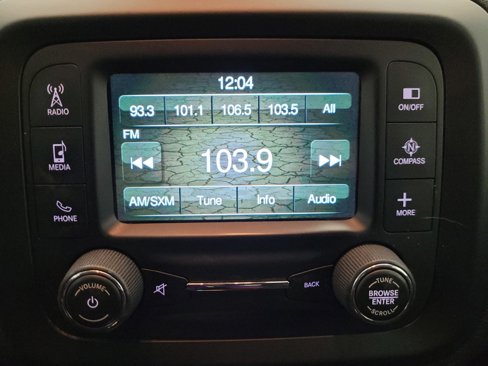 12:04
93.3 101.1 106.5 103.5 All
FM
103.9
AM/SXM Tune Info Audio
RADIO
MEDIA
PHONE
ON/OFF
COMPASS
MORE
VOLUME
BACK
TUNE
BROWSE
ENTER
SCROLL